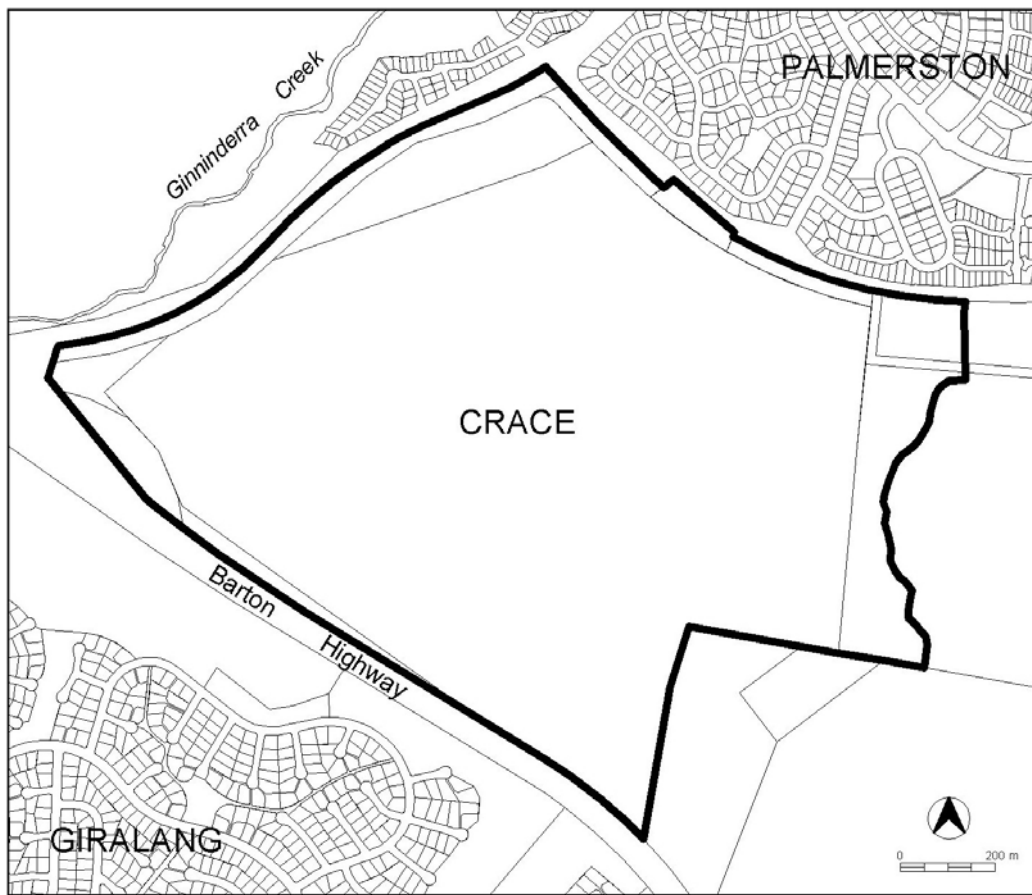 PALMERSTON
Ginninderra Creek
CRACE
Barton Highway
GIRALANG
0 200 m